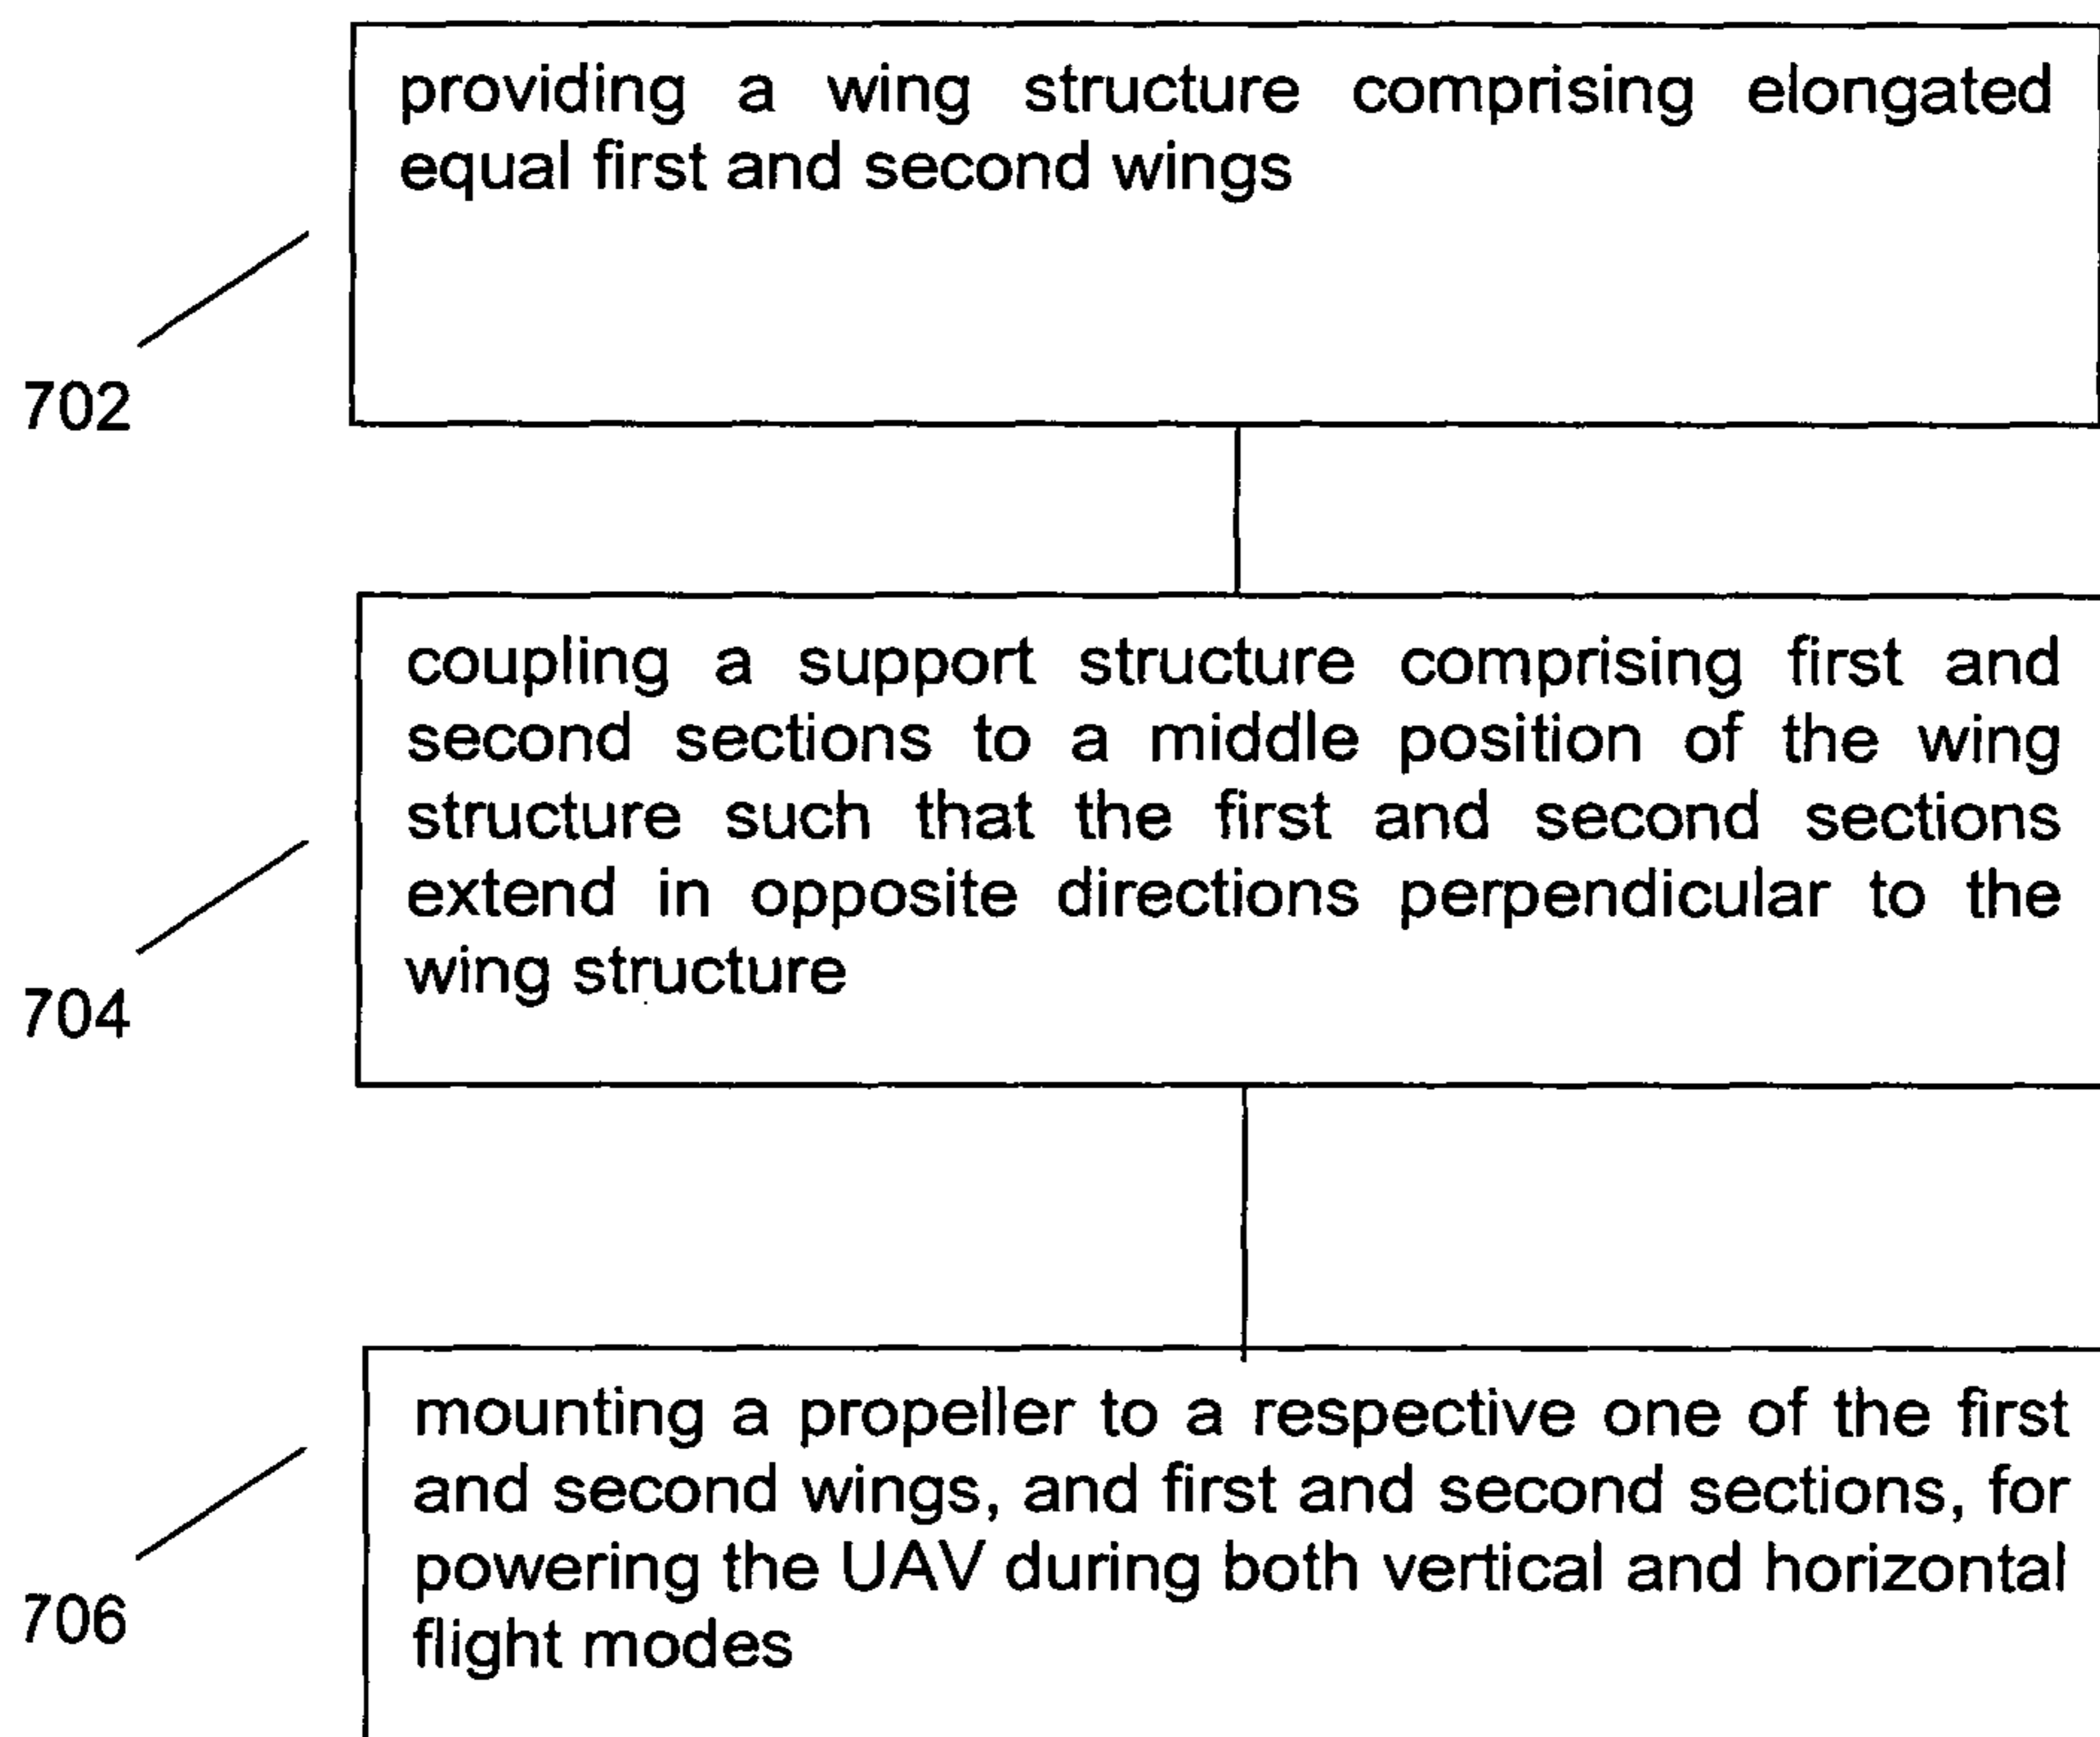 providing a wing structure comprising elongated
equal first and second wings
702
coupling a support structure comprising first and
second sections to a middle position of the wing
structure such that the first and second sections
extend in opposite directions perpendicular to the
wing structure
704
mounting a propeller to a respective one of the first
and second wings, and first and second sections, for
powering the UAV during both vertical and horizontal
flight modes
706